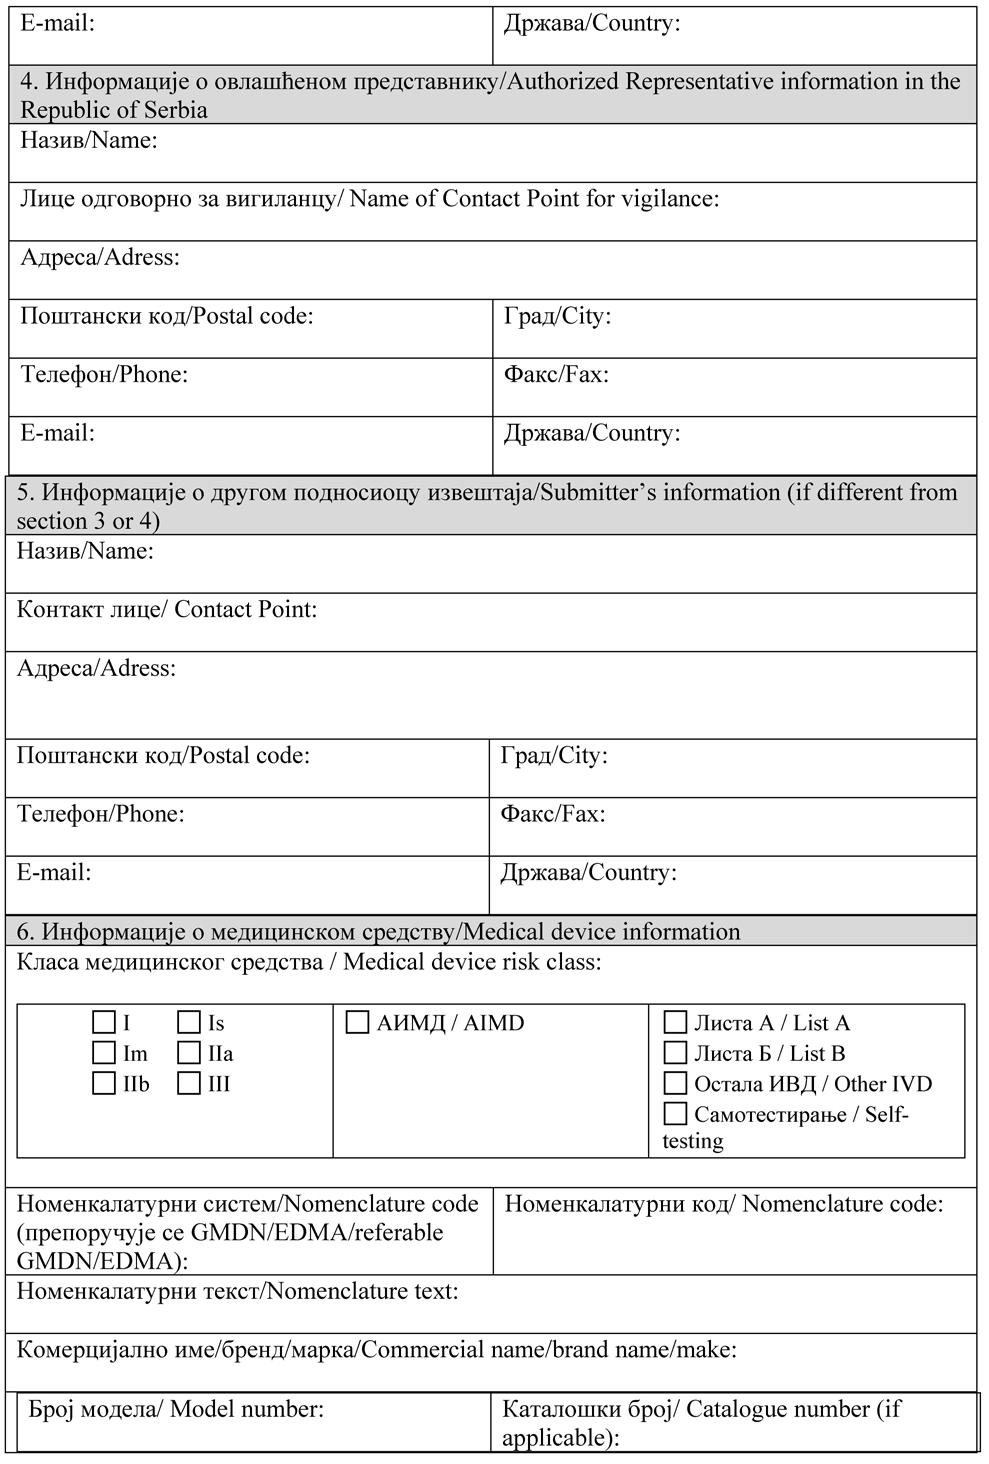 E-mail:
Држава/Country:
4. Информације о овлашћеном представнику/Authorized Representative information in the
Republic of Serbia
Назив/Name:
Лице одговорно за вигиланцу/ Name of Contact Point for vigilance:
Адреса/Adress:
Поштански код/Postal code:
Град/City:
Телефон/Phone:
Факс/Fax:
E-mail:
Држава/Country:
5. Информације о другом подносиоцу извештаја/Submitter’s information (if different from
section 3 or 4)
Назив/Name:
Контакт лице/ Contact Point:
Адреса/Adress:
Поштански код/Postal code:
Град/City:
Телефон/Phone:
Факс/Fax:
E-mail:
Држава/Country:
6. Информације о медицинском средству/Medical device information
Класа медицинског средства / Medical device risk class:
I Is
Im IIa
IIb III
АИМД / AIMD
Листа А / List A
Листа Б / List B
Остала ИВД / Other IVD
Самотестирање / Self-
testing
Номенкалатурни систем/Nomenclature code
(препоручује се GMDN/EDMA/referable
GMDN/EDMA):
Номенкалатурни код/ Nomenclature code:
Номенкалатурни текст/Nomenclature text:
Комерцијално име/бренд/марка/Commercial name/brand name/make:
Број модела/ Model number:
Каталошки број/ Catalogue number (if
applicable):